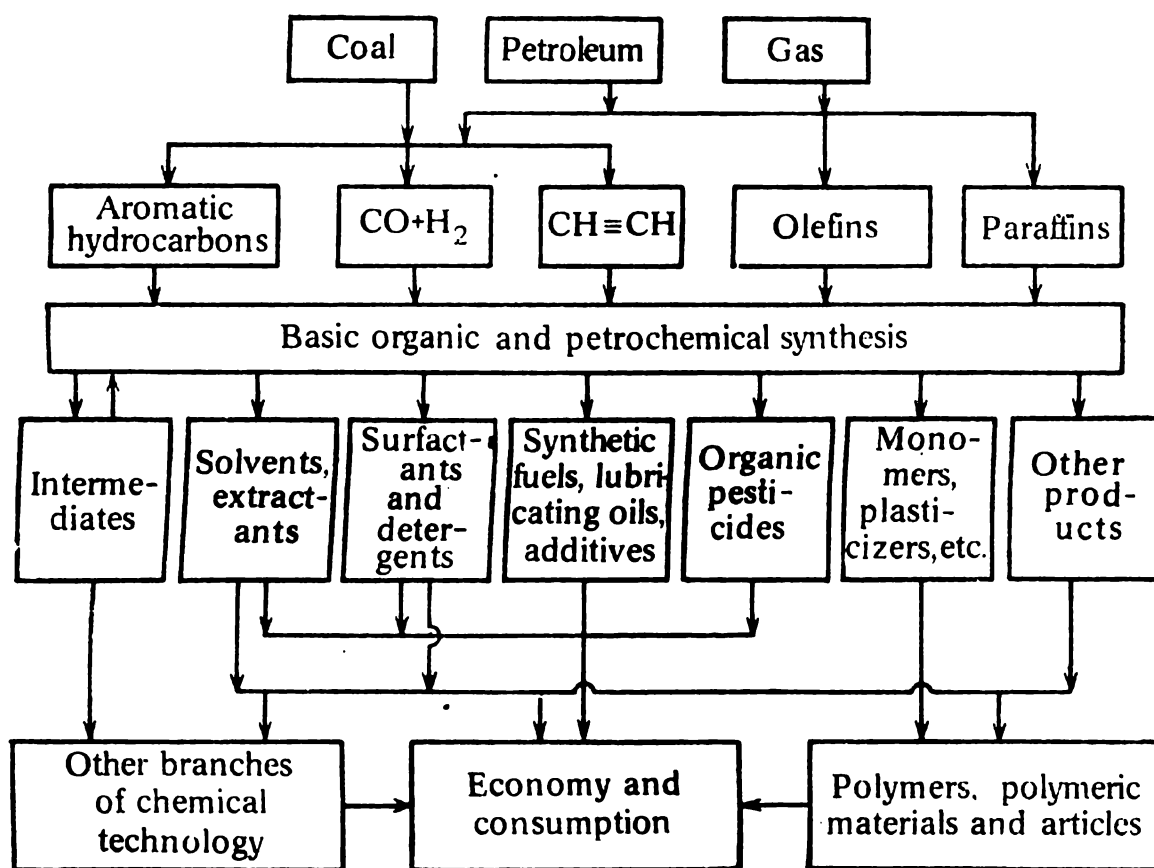 Coal
Petroleum
Gas
Aromatic
hydrocarbons
CO+H₂
CH≡CH
Olefins
Paraffins
Basic organic and petrochemical synthesis
Interme-
diates
Solvents,
extract-
ants
Surfact-
ants
and
deter-
gents
Synthetic
fuels, lubri-
cating oils,
additives
Organic
pesti-
cides
Mono-
mers,
plasti-
cizers, etc.
Other
prod-
ucts
Other branches
of chemical
technology
Economy and
consumption
Polymers, polymeric
materials and articles